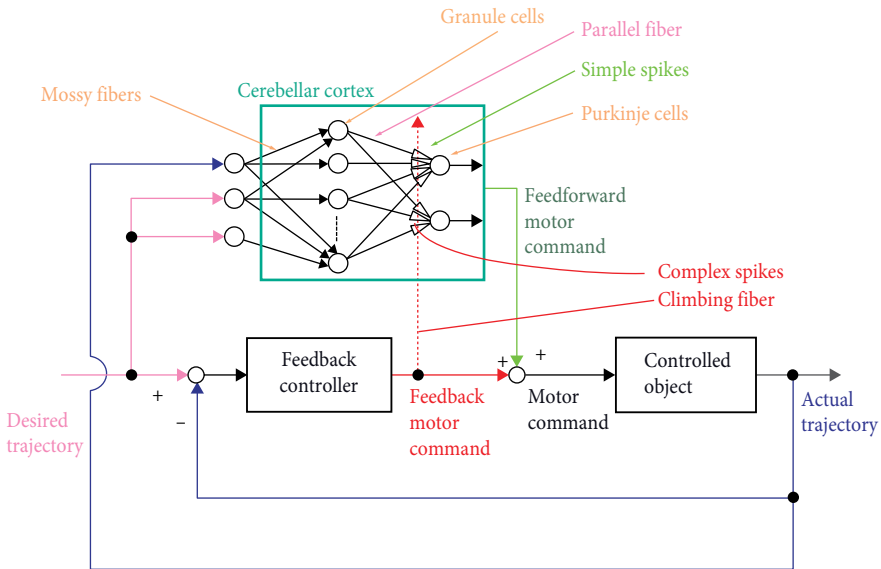 Granule cells
Parallel fiber
Simple spikes
Mossy fibers
Cerebellar cortex
Purkinje cells
Feedforward
motor
command
Complex spikes
Climbing fiber
Feedback
controller
Controlled
object
+
+
+
−
Desired
trajectory
Feedback
motor
command
Motor
command
Actual
trajectory